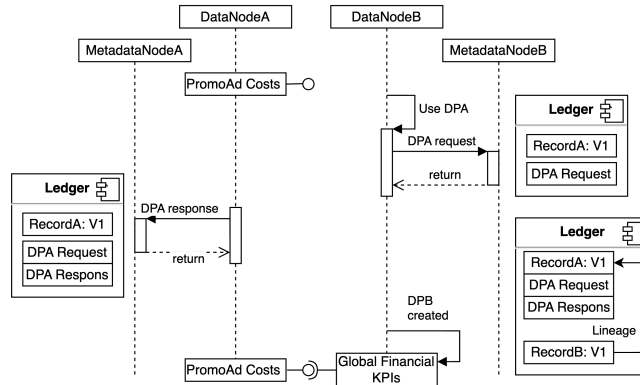 DataNodeA
DataNodeB
MetadataNodeA
MetadataNodeB
PromoAd Costs
Use DPA
Ledger
RecordA: V1
DPA Request
DPA request
return
Ledger
RecordA: V1
DPA Request
DPA Respons
DPA response
return
Ledger
RecordA: V1
DPA Request
DPA Respons
Lineage
RecordB: V1
DPB
created
PromoAd Costs
Global Financial
KPIs